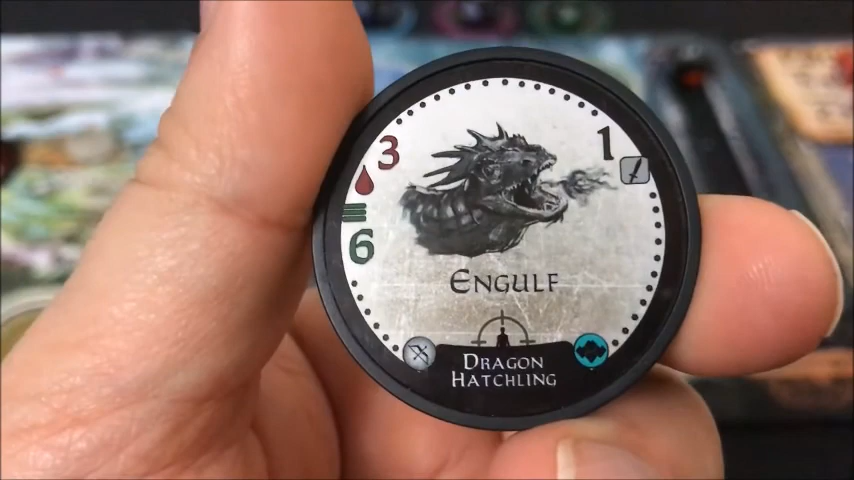 3
1
6
ENGULF
DRAGON
HATCHLING